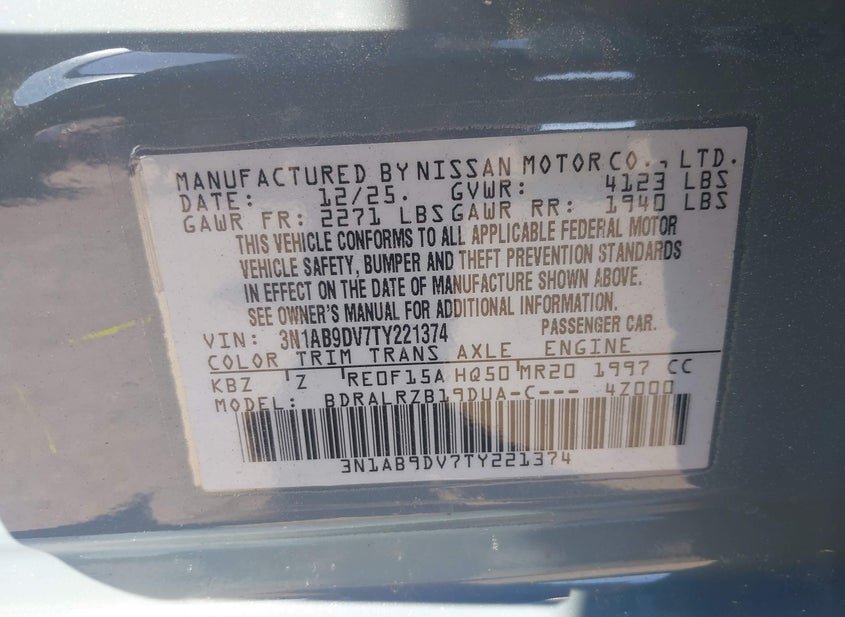 MANUFACTURED BY NISSAN MOTOR CO., LTD.
DATE: 12/25. GVWR: 4123 LBS
GAWR FR: 2271 LBS GAWR RR: 1940 LBS
THIS VEHICLE CONFORMS TO ALL APPLICABLE FEDERAL MOTOR
VEHICLE SAFETY, BUMPER AND THEFT PREVENTION STANDARDS
IN EFFECT ON THE DATE OF MANUFACTURE SHOWN ABOVE.
SEE OWNER'S MANUAL FOR ADDITIONAL INFORMATION.
VIN: 3N1AB9DV7TY221374 PASSENGER CAR.
COLOR TRIM TRANS AXLE ENGINE
KBZ Z RE0F15A HQ50 MR20 1997 CC
MODEL: BDRALRZB19DUA-C--- 4Z000
3N1AB9DV7TY221374